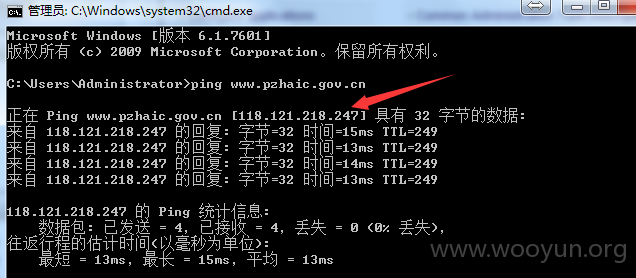 管理员: C:\Windows\system32\cmd.exe
Microsoft Windows [版本 6.1.7601]
版权所有 (c) 2009 Microsoft Corporation。保留所有权利。
C:\Users\Administrator>ping www.pzhaic.gov.cn
正在 Ping www.pzhaic.gov.cn [118.121.218.247] 具有 32 字节的数据:
来自 118.121.218.247 的回复: 字节=32 时间=15ms TTL=249
来自 118.121.218.247 的回复: 字节=32 时间=13ms TTL=249
来自 118.121.218.247 的回复: 字节=32 时间=14ms TTL=249
来自 118.121.218.247 的回复: 字节=32 时间=13ms TTL=249
118.121.218.247 的 Ping 统计信息:
数据包: 已发送 = 4，已接收 = 4，丢失 = 0 (0% 丢失)，
往返行程的估计时间(以毫秒为单位):
最短 = 13ms，最长 = 15ms，平均 = 13ms
www.wooyun.org